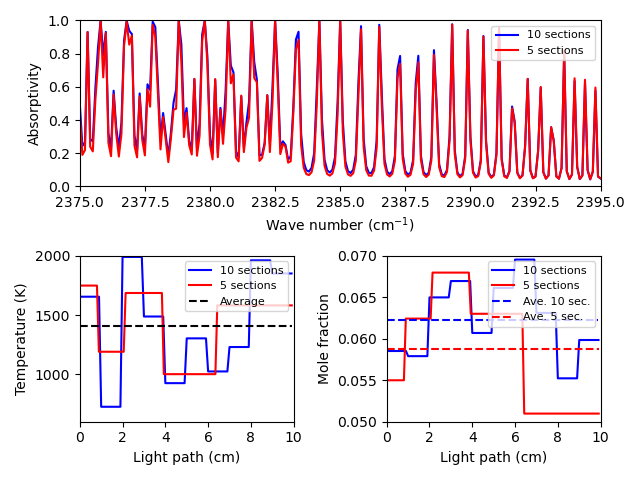 1.0
0.8
0.6
0.4
0.2
0.0
Absorptivity
10 sections
5 sections
2375.0 2377.5 2380.0 2382.5 2385.0 2387.5 2390.0 2392.5 2395.0
Wave number (cm⁻¹)
2000
1500
1000
Temperature (K)
10 sections
5 sections
Average
0 2 4 6 8 10
Light path (cm)
0.070
0.065
0.060
0.055
0.050
Mole fraction
10 sections
5 sections
Ave. 10 sec.
Ave. 5 sec.
0 2 4 6 8 10
Light path (cm)